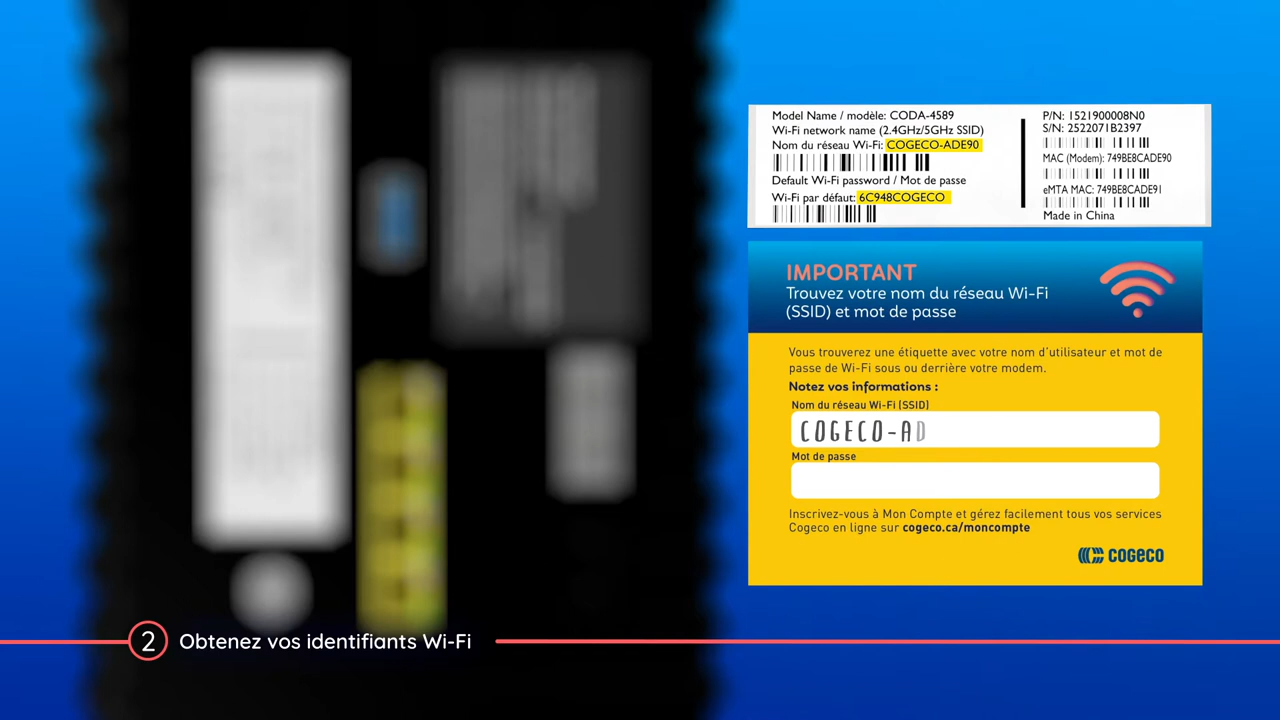 Model Name / modèle: CODA-4589
Wi-Fi network name (2.4GHz/5GHz SSID)
Nom du réseau Wi-Fi: COGECO-ADE90
Default Wi-Fi password / Mot de passe
Wi-Fi par défaut: 6C948COGECO
P/N: 1521900008N0
S/N: 2522071B2397
MAC (Modem): 749BE8CADE90
eMTA MAC: 749BE8CADE91
Made in China
IMPORTANT
Trouvez votre nom du réseau Wi-Fi
(SSID) et mot de passe
Vous trouverez une étiquette avec votre nom d'utilisateur et mot de
passe de Wi-Fi sous ou derrière votre modem.
Notez vos informations :
Nom du réseau Wi-Fi (SSID)
COGECO-AD
Mot de passe
Inscrivez-vous à Mon Compte et gérez facilement tous vos services
Cogeco en ligne sur cogeco.ca/moncompte
COGECO
2 Obtenez vos identifiants Wi-Fi